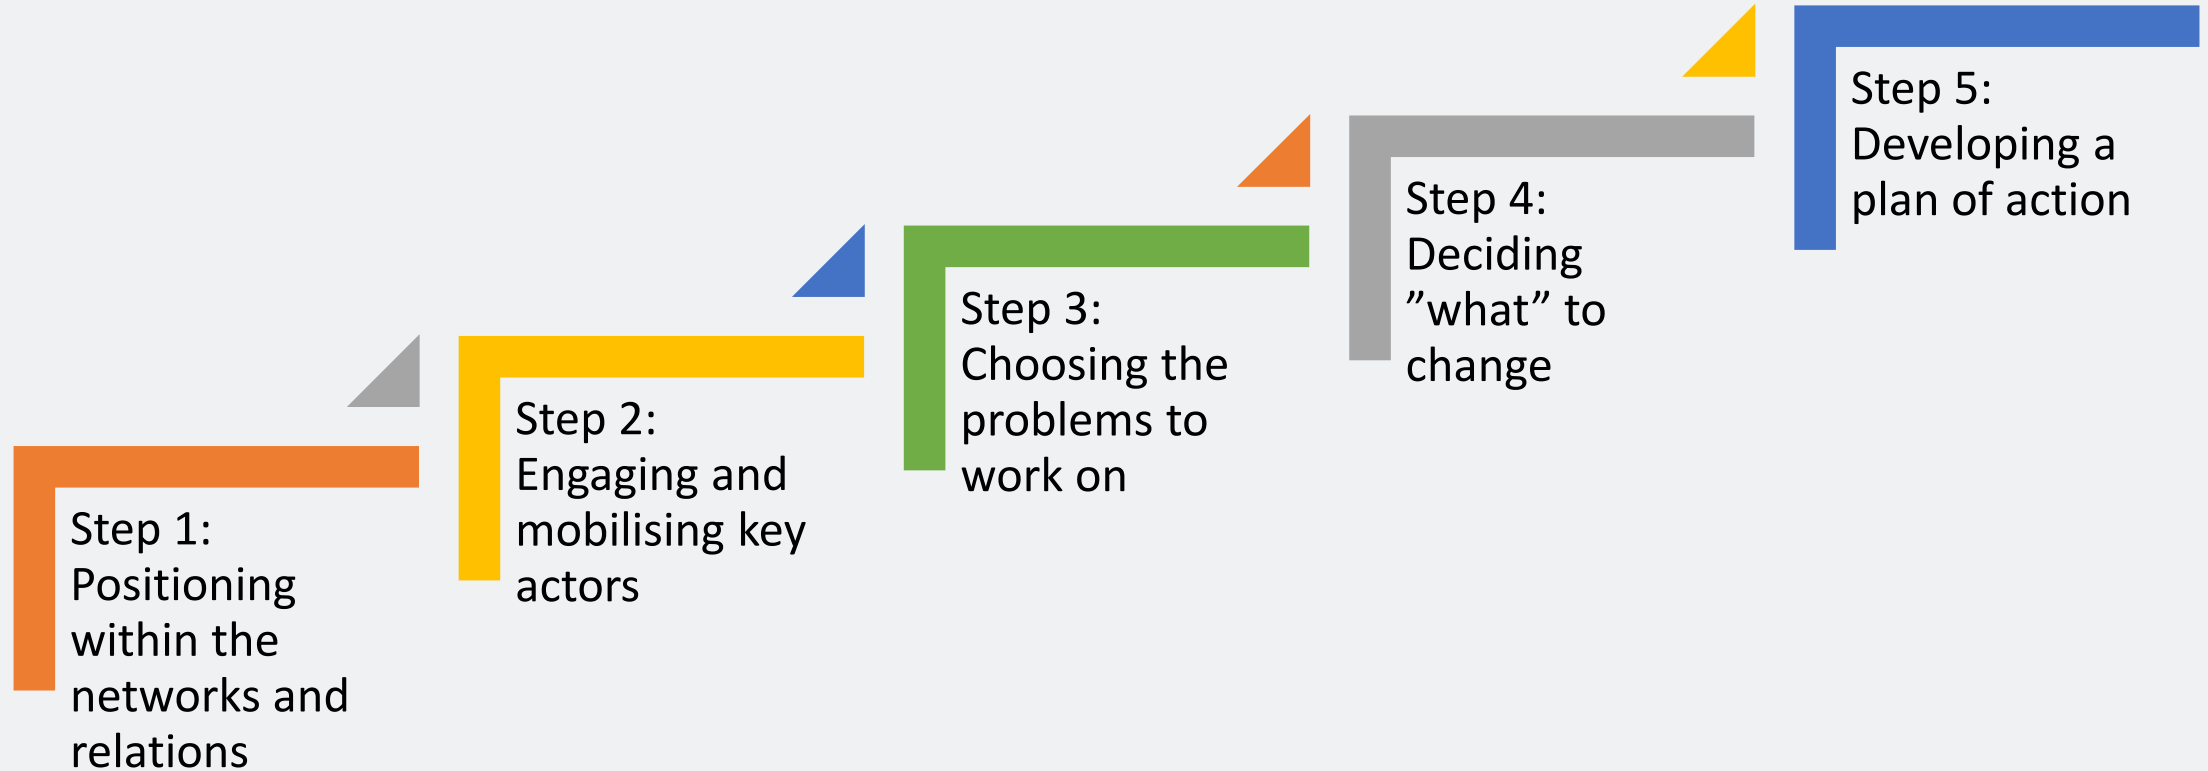 Step 1:
Positioning
within the
networks and
relations
Step 2:
Engaging and
mobilising key
actors
Step 3:
Choosing the
problems to
work on
Step 4:
Deciding
”what” to
change
Step 5:
Developing a
plan of action